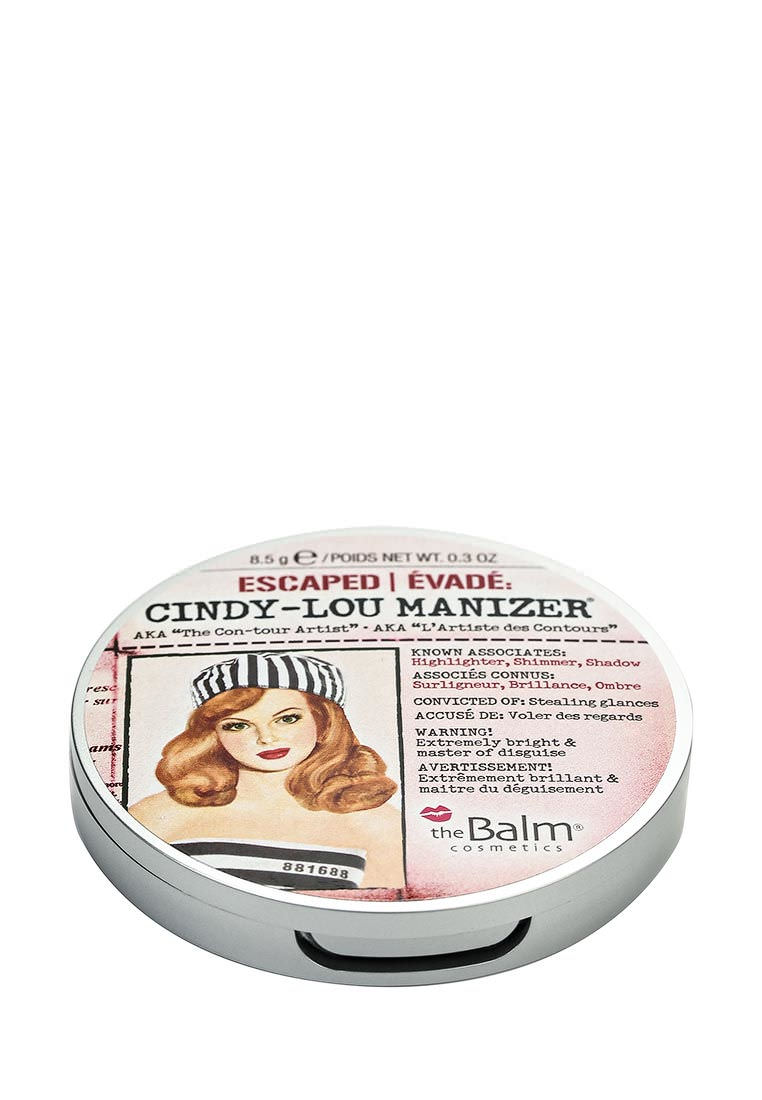 8.5 g ℮ / POIDS NET WT. 0.3 OZ
ESCAPED | ÉVADÉ:
CINDY-LOU MANIZER®
AKA "The Con-tour Artist" • AKA "L'Artiste des Contours"
KNOWN ASSOCIATES:
Highlighter, Shimmer, Shadow
ASSOCIÉS CONNUS:
Surligneur, Brillance, Ombre
CONVICTED OF: Stealing glances
ACCUSÉ DE: Voler des regards
WARNING!
Extremely bright &
master of disguise
AVERTISSEMENT!
Extrêmement brillant &
maitre du déguisement
theBalm®
cosmetics
881688